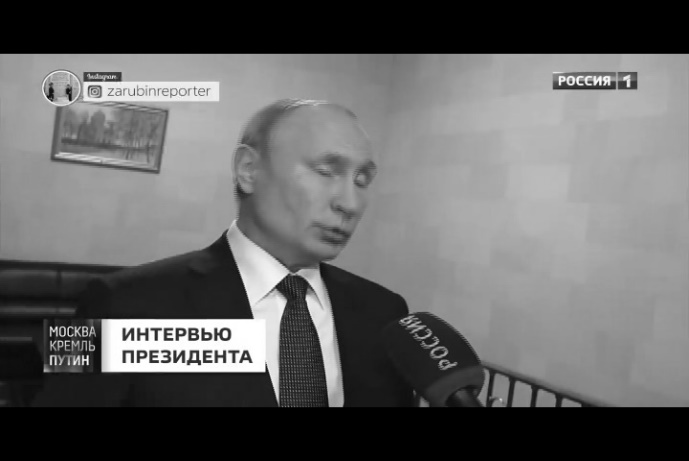 Instagram
zarubinreporter
РОССИЯ 1
МОСКВА
КРЕМЛЬ
ПУТИН
ИНТЕРВЬЮ
ПРЕЗИДЕНТА
РОССИЯ